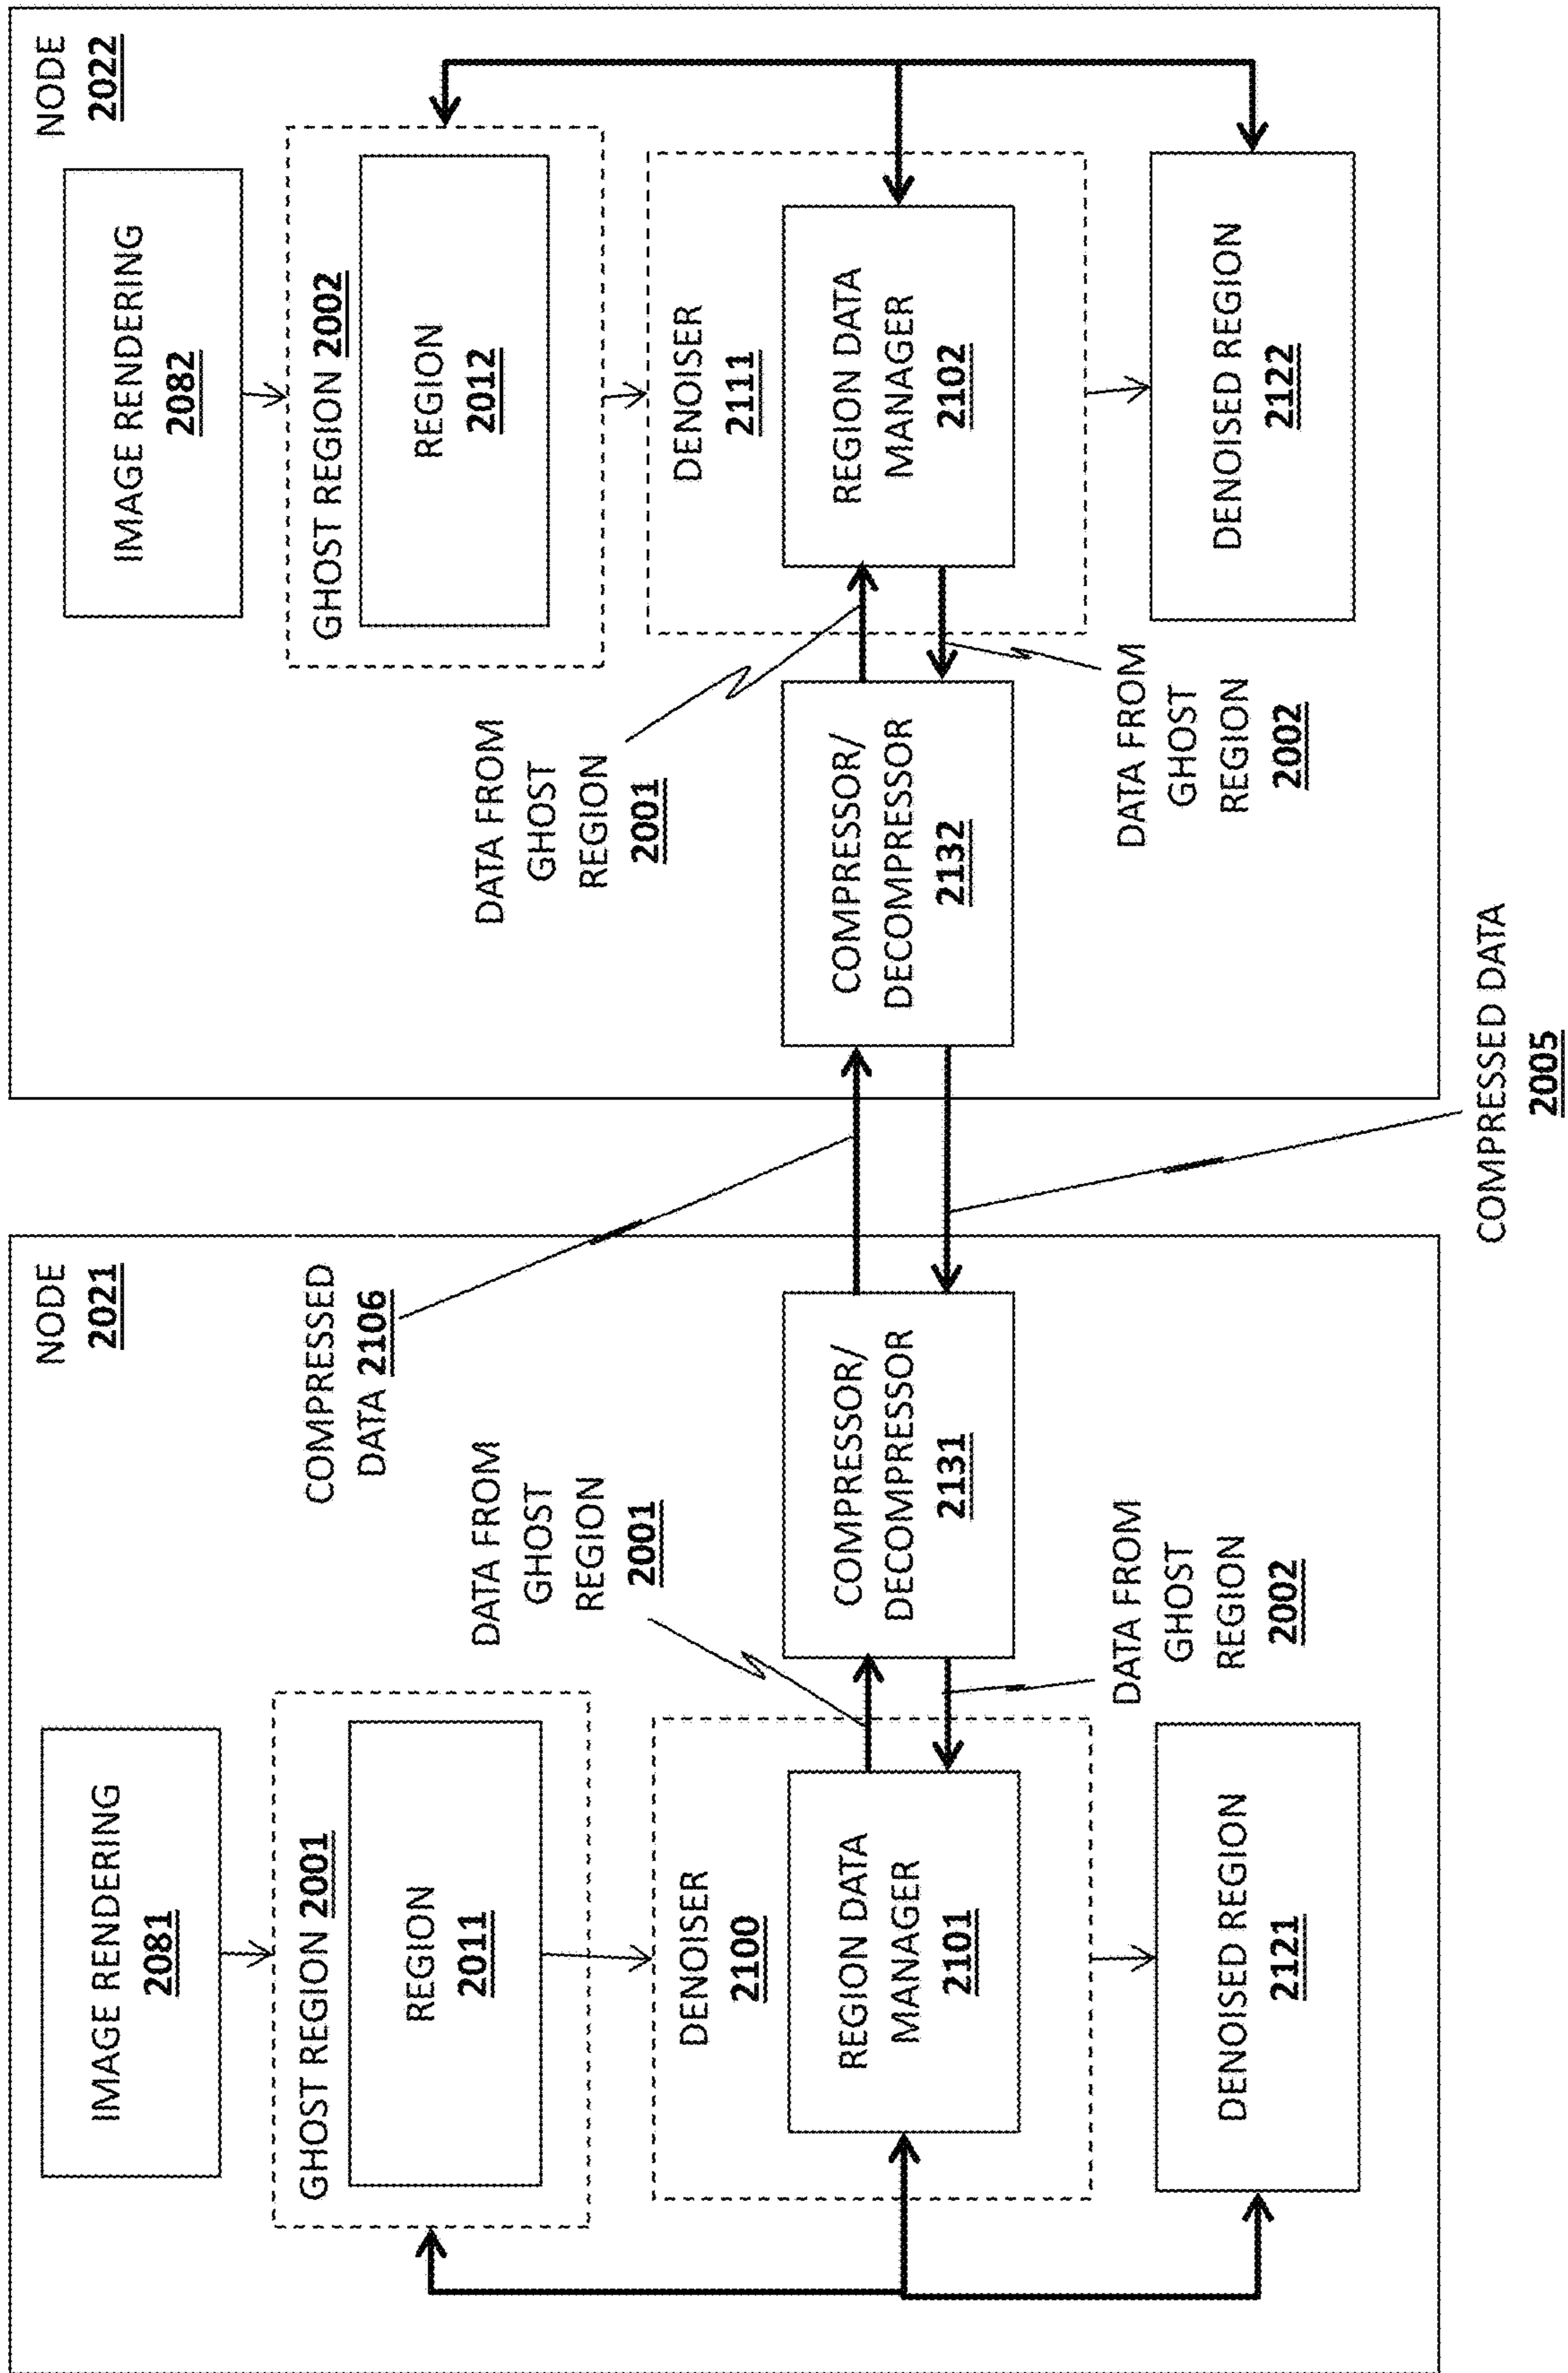 NODE
2021
IMAGE RENDERING
2081
GHOST REGION 2001
REGION
2011
DENOISER
2100
REGION DATA
MANAGER
2101
DENOISED REGION
2121
COMPRESSED
DATA 2106
DATA FROM
GHOST
REGION
2001
COMPRESSOR/
DECOMPRESSOR
2131
DATA FROM
GHOST
REGION
2002
NODE
2022
IMAGE RENDERING
2082
GHOST REGION 2002
REGION
2012
DENOISER
2111
REGION DATA
MANAGER
2102
DENOISED REGION
2122
DATA FROM
GHOST
REGION
2001
COMPRESSOR/
DECOMPRESSOR
2132
DATA FROM
GHOST
REGION
2002
COMPRESSED DATA
2005